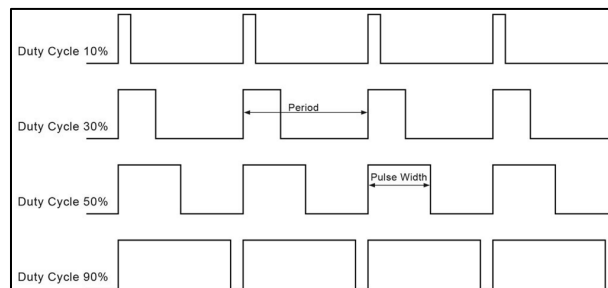 Duty Cycle 10%
Period
Duty Cycle 30%
Pulse Width
Duty Cycle 50%
Duty Cycle 90%